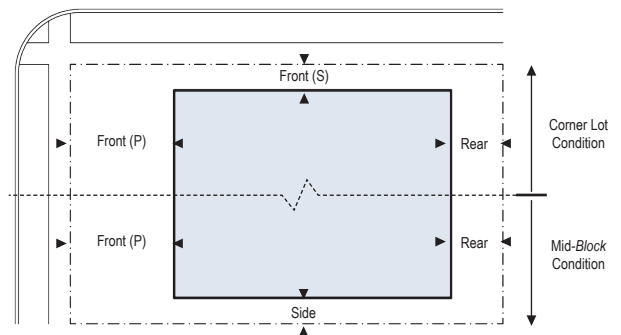 Front (S)
Front (P)
Rear
Corner Lot
Condition
Front (P)
Rear
Mid-Block
Condition
Side